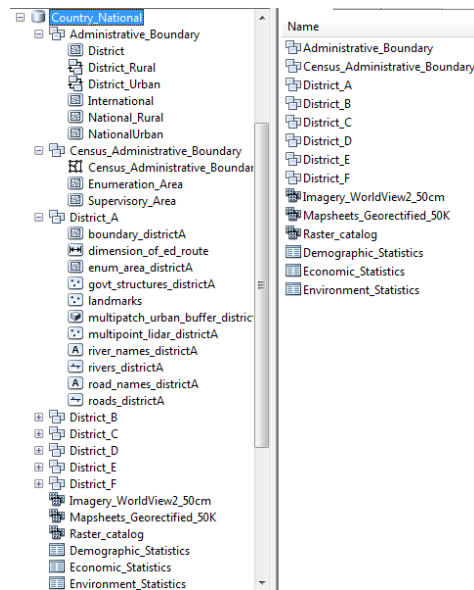 Country_National
Administrative_Boundary
District
District_Rural
District_Urban
International
National_Rural
NationalUrban
Census_Administrative_Boundary
Census_Administrative_Boundar
Enumeration_Area
Supervisory_Area
District_A
boundary_districtA
dimension_of_ed_route
enum_area_districtA
govt_structures_districtA
landmarks
multipatch_urban_buffer_distric
multipoint_lidar_districtA
river_names_districtA
rivers_districtA
road_names_districtA
roads_districtA
District_B
District_C
District_D
District_E
District_F
Imagery_WorldView2_50cm
Mapsheets_Georectified_50K
Raster_catalog
Demographic_Statistics
Economic_Statistics
Environment_Statistics
Name
Administrative_Boundary
Census_Administrative_Boundary
District_A
District_B
District_C
District_D
District_E
District_F
Imagery_WorldView2_50cm
Mapsheets_Georectified_50K
Raster_catalog
Demographic_Statistics
Economic_Statistics
Environment_Statistics